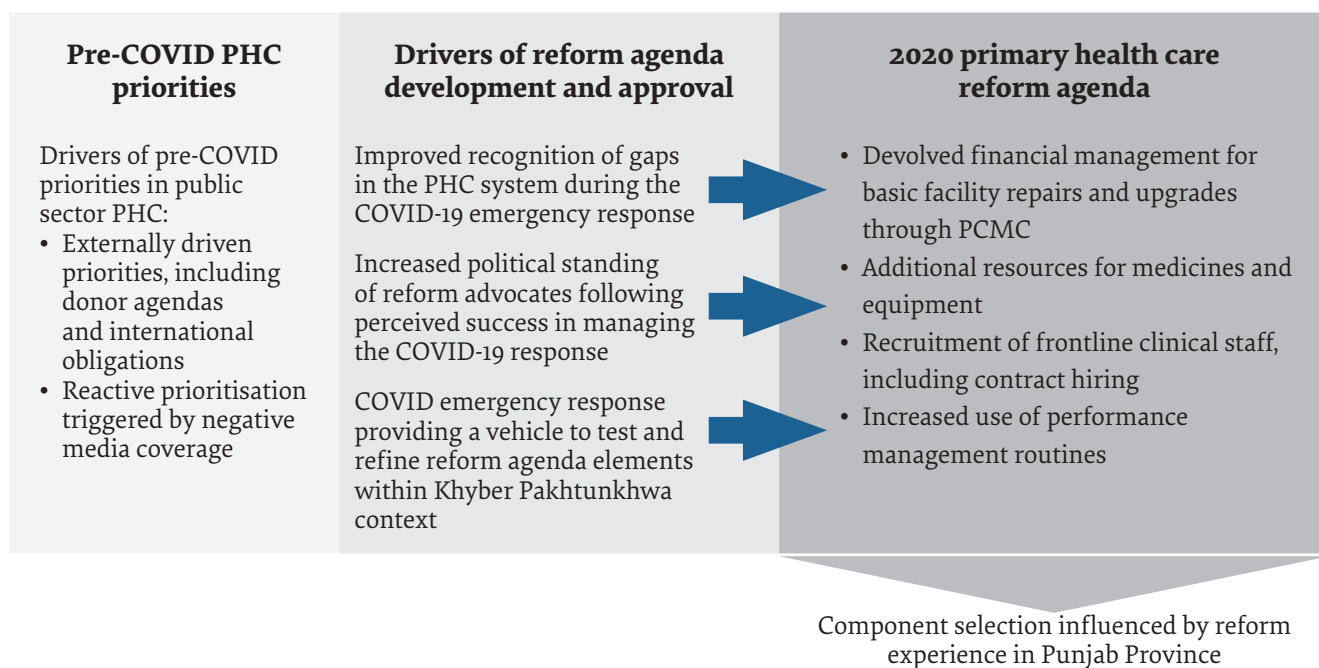 Pre-COVID PHC
priorities
Drivers of pre-COVID
priorities in public
sector PHC:
• Externally driven
priorities, including
donor agendas
and international
obligations
• Reactive prioritisation
triggered by negative
media coverage
Drivers of reform agenda
development and approval
Improved recognition of gaps
in the PHC system during the
COVID-19 emergency response
Increased political standing
of reform advocates following
perceived success in managing
the COVID-19 response
COVID emergency response
providing a vehicle to test and
refine reform agenda elements
within Khyber Pakhtunkhwa
context
2020 primary health care
reform agenda
• Devolved financial management for
basic facility repairs and upgrades
through PCMC
• Additional resources for medicines and
equipment
• Recruitment of frontline clinical staff,
including contract hiring
• Increased use of performance
management routines
Component selection influenced by reform
experience in Punjab Province